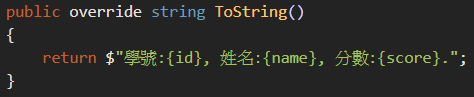 public override string ToString()
{
    return $"學號:{id}, 姓名:{name}, 分數:{score}.";
}